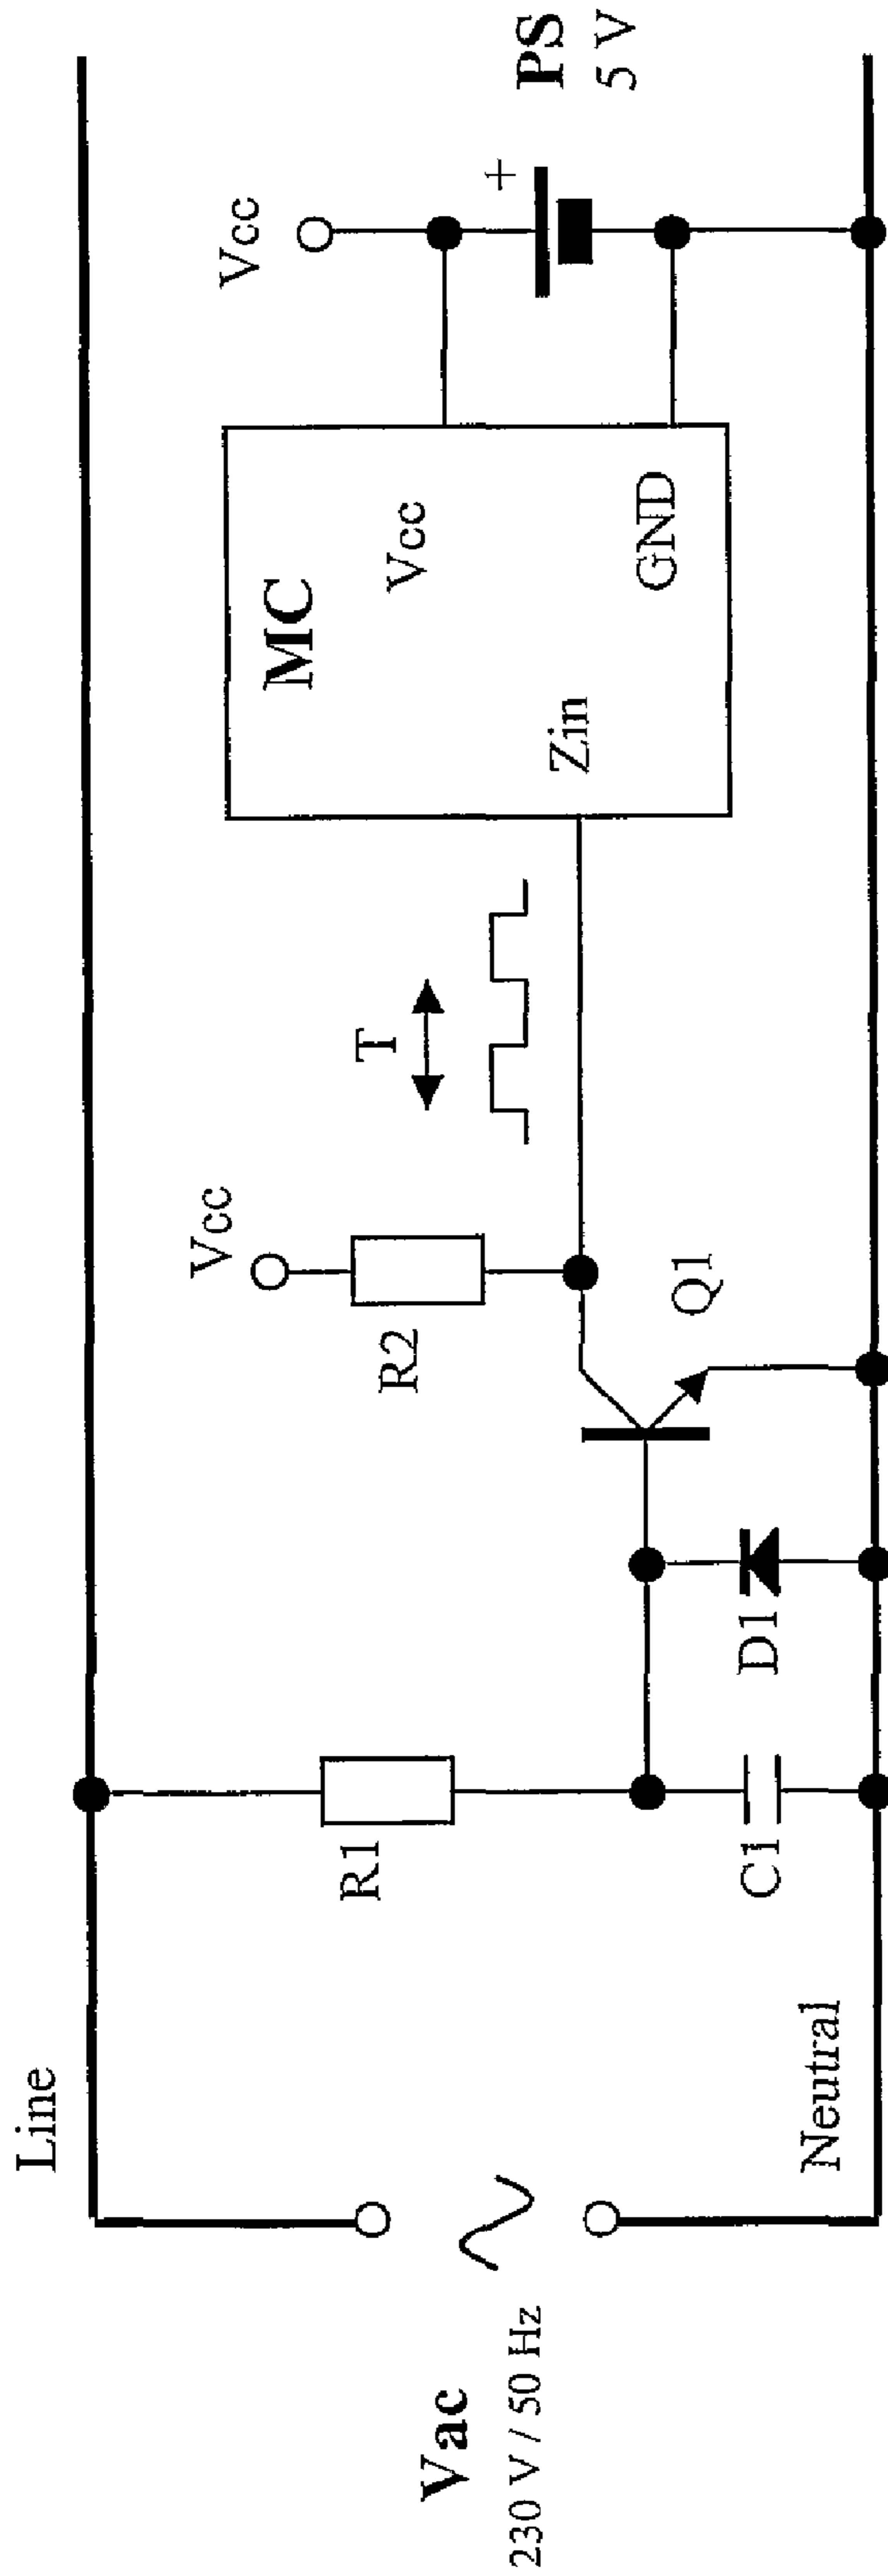 Line
Vac
230 V / 50 Hz
Neutral
R1
C1
D1
Vcc
R2
Q1
T
MC
Zin
Vcc
GND
Vcc
+
PS
5 V